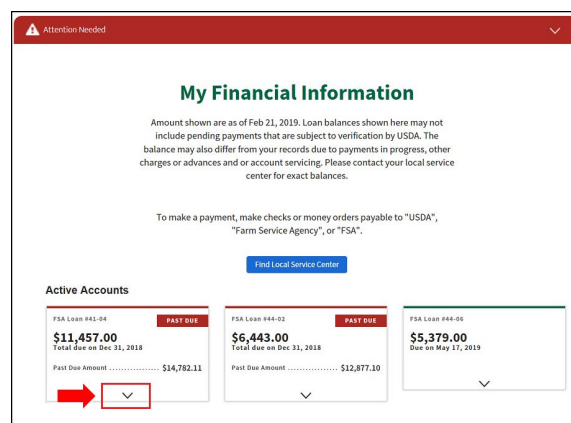 Attention Needed
My Financial Information
Amount shown are as of Feb 21, 2019. Loan balances shown here may not
include pending payments that are subject to verification by USDA. The
balance may also differ from your records due to payments in progress, other
charges or advances and or account servicing. Please contact your local service
center for exact balances.
To make a payment, make checks or money orders payable to "USDA",
"Farm Service Agency", or "FSA".
Find Local Service Center
Active Accounts
FSA Loan #41-04
PAST DUE
$11,457.00
Total due on Dec 31, 2018
Past Due Amount ................. $14,782.11
FSA Loan #44-02
PAST DUE
$6,443.00
Total due on Dec 31, 2018
Past Due Amount ................. $12,877.10
FSA Loan #44-06
$5,379.00
Due on May 17, 2019